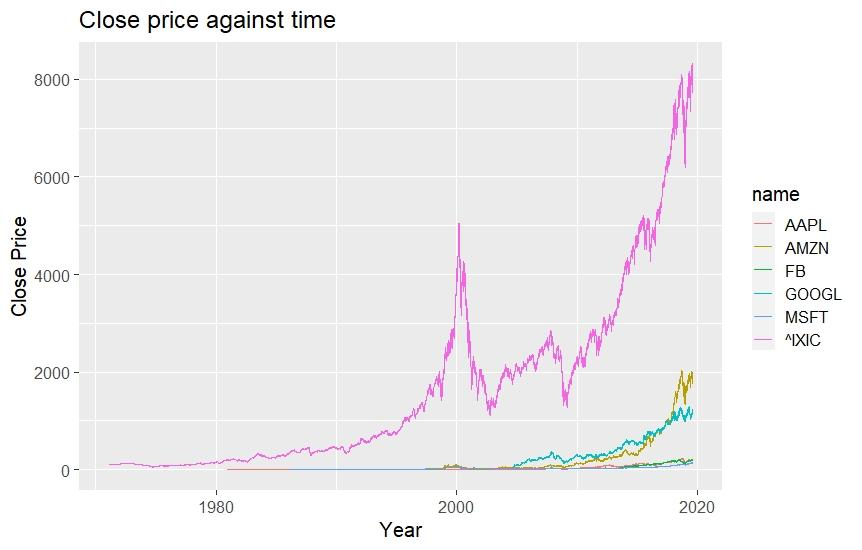 Close price against time
Close Price
8000
6000
4000
2000
0
1980
2000
2020
Year
name
AAPL
AMZN
FB
GOOGL
MSFT
^IXIC